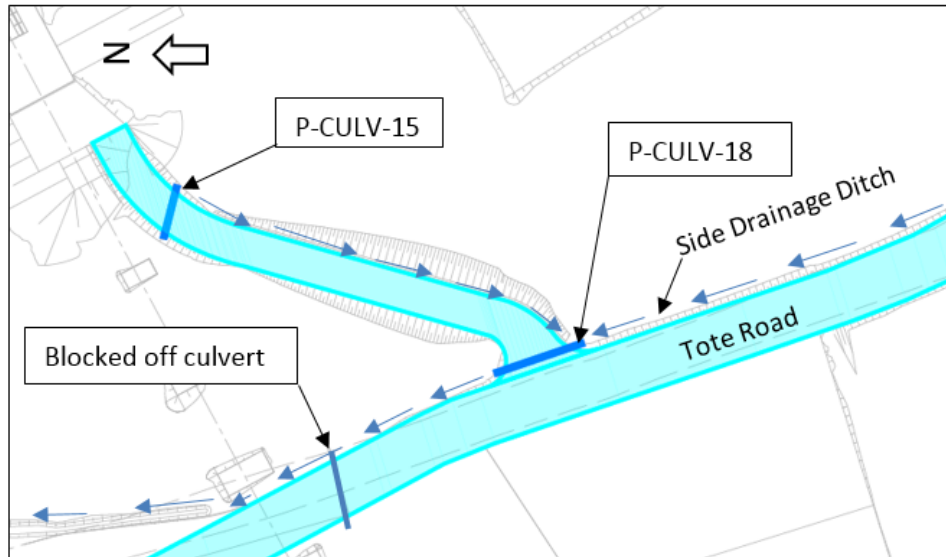 N
P-CULV-15
P-CULV-18
Side Drainage Ditch
Tote Road
Blocked off culvert